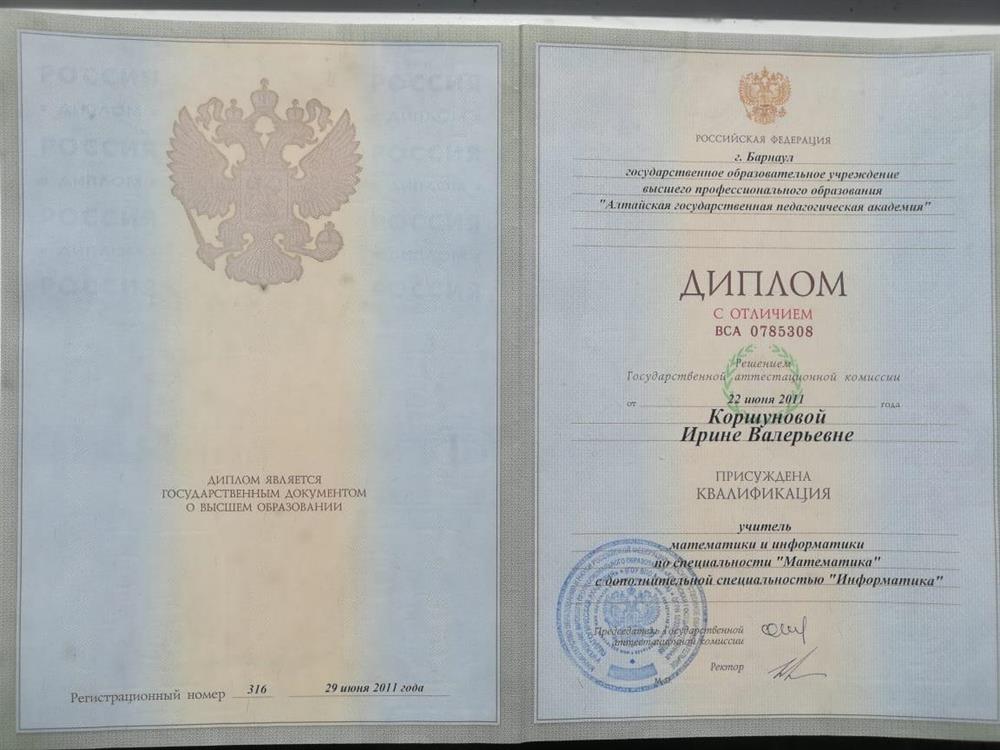 ДИПЛОМ ЯВЛЯЕТСЯ
ГОСУДАРСТВЕННЫМ ДОКУМЕНТОМ
О ВЫСШЕМ ОБРАЗОВАНИИ
Регистрационный номер 316 29 июня 2011 года
РОССИЙСКАЯ ФЕДЕРАЦИЯ
г. Барнаул
государственное образовательное учреждение
высшего профессионального образования
"Алтайская государственная педагогическая академия"
ДИПЛОМ
С ОТЛИЧИЕМ
ВСА 0785308
Решением
Государственной аттестационной комиссии
от 22 июня 2011 года
Коршуновой
Ирине Валерьевне
ПРИСУЖДЕНА
КВАЛИФИКАЦИЯ
учитель
математики и информатики
по специальности "Математика"
с дополнительной специальностью "Информатика"
Председатель Государственной
аттестационной комиссии
Ректор